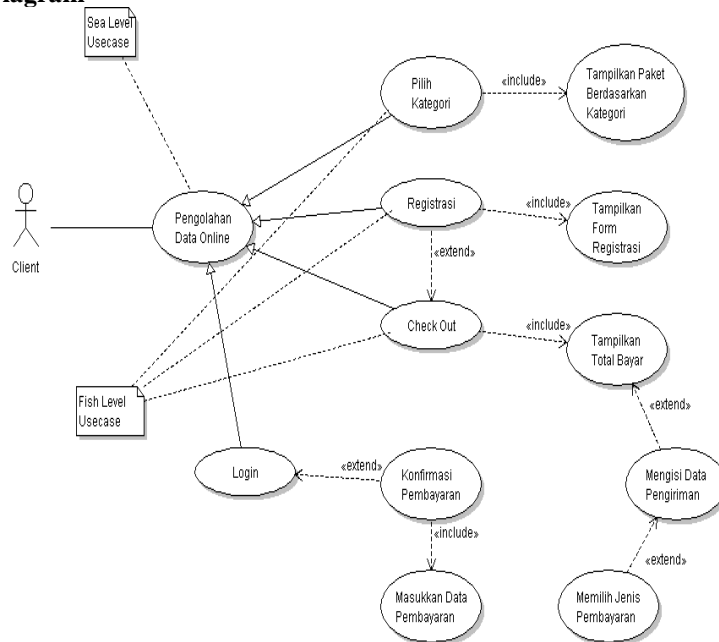 Sea Level
Usecase
Pilih
Kategori
«include»
Tampilkan Paket
Berdasarkan
Kategori
Client
Pengolahan
Data Online
Registrasi
«include»
Tampilkan
Form
Registrasi
«extend»
Check Out
«include»
Tampilkan
Total Bayar
Fish Level
Usecase
«extend»
Login
«extend»
Konfirmasi
Pembayaran
Mengisi Data
Pengiriman
«include»
«extend»
Masukkan Data
Pembayaran
Memilih Jenis
Pembayaran